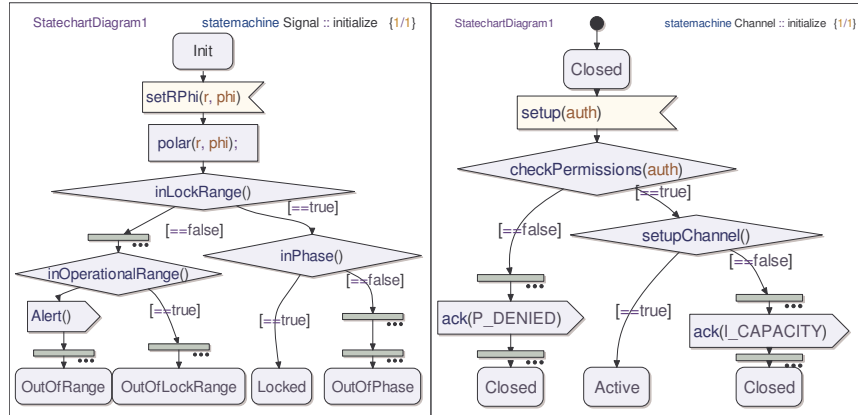 StatechartDiagram1
statemachine Signal :: initialize {1/1}
Init
setRPhi(r, phi)
polar(r, phi);
inLockRange()
[==false]
[==true]
inOperationalRange()
inPhase()
Alert()
[==true]
[==true]
[==false]
OutOfRange
OutOfLockRange
Locked
OutOfPhase
StatechartDiagram1
statemachine Channel :: initialize {1/1}
Closed
setup(auth)
checkPermissions(auth)
[==false]
[==true]
setupChannel()
[==false]
ack(P_DENIED)
[==true]
ack(I_CAPACITY)
Closed
Active
Closed